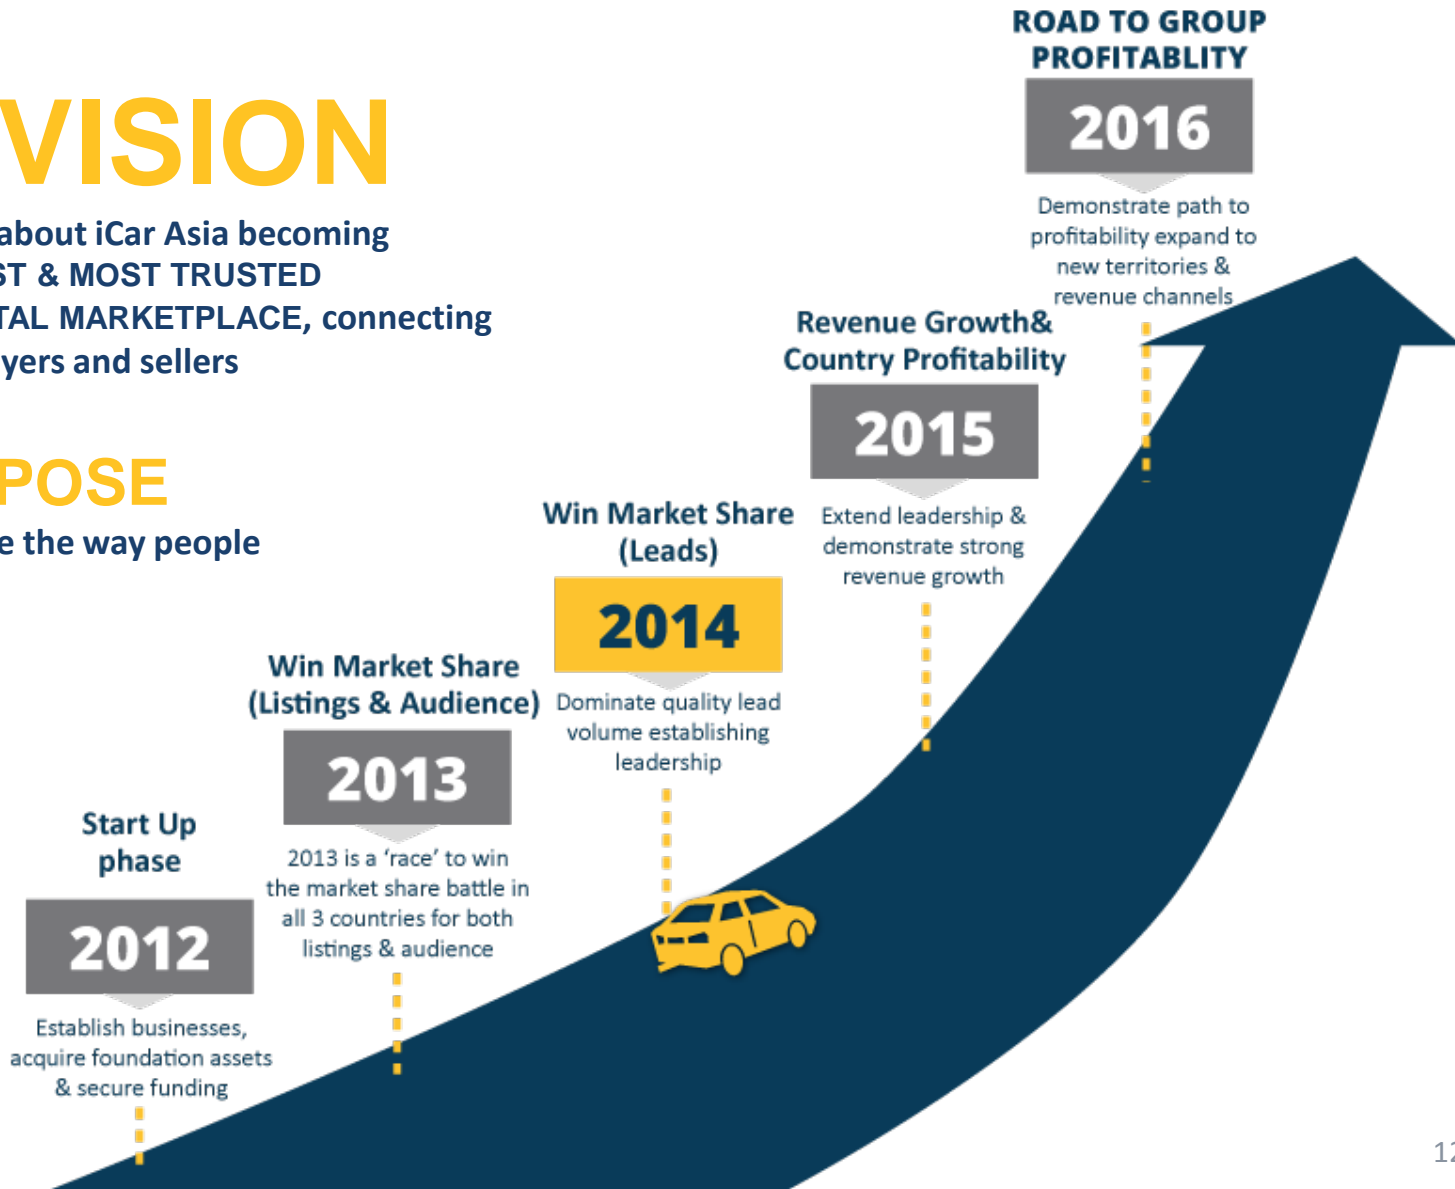 VISION
about iCar Asia becoming
& MOST TRUSTED
MARKETPLACE, connecting
and sellers
the way people
Start Up
phase
2012
Establish businesses,
acquire foundation assets
& secure funding
Win Market Share
(Listings & Audience)
2013
2013 is a ‘race’ to win
the market share battle in
all 3 countries for both
listings & audience
Win Market Share
(Leads)
2014
Dominate quality lead
volume establishing
leadership
Revenue Growth&
Country Profitability
2015
Extend leadership &
demonstrate strong
revenue growth
ROAD TO GROUP
PROFITABLITY
2016
Demonstrate path to
profitability expand to
new territories &
revenue channels